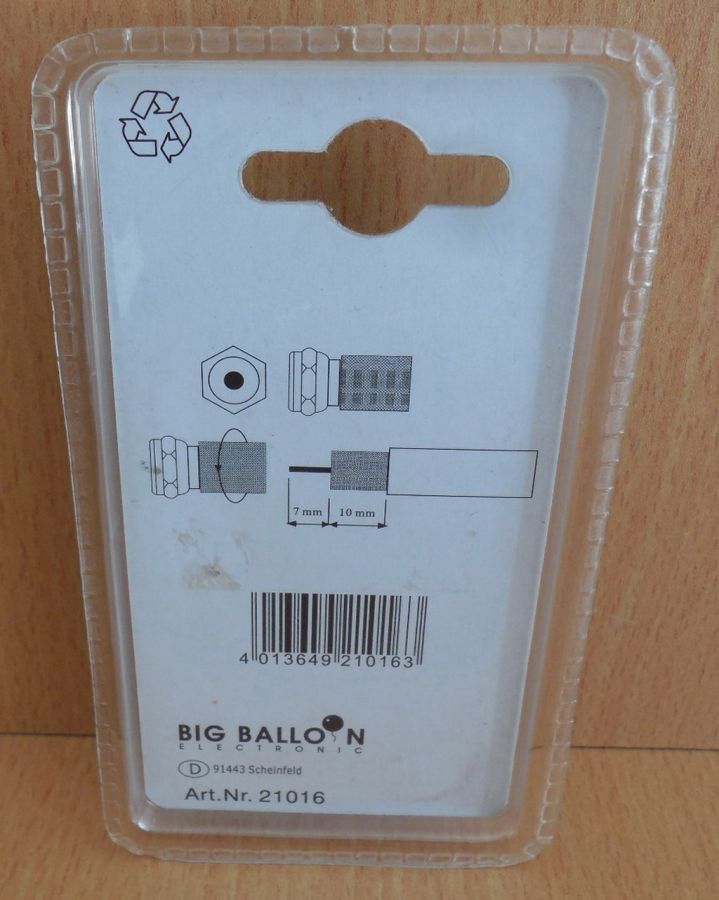 7 mm 10 mm
4 013649 210163
BIG BALLOON
ELECTRONIC
D 91443 Scheinfeld
Art.Nr. 21016